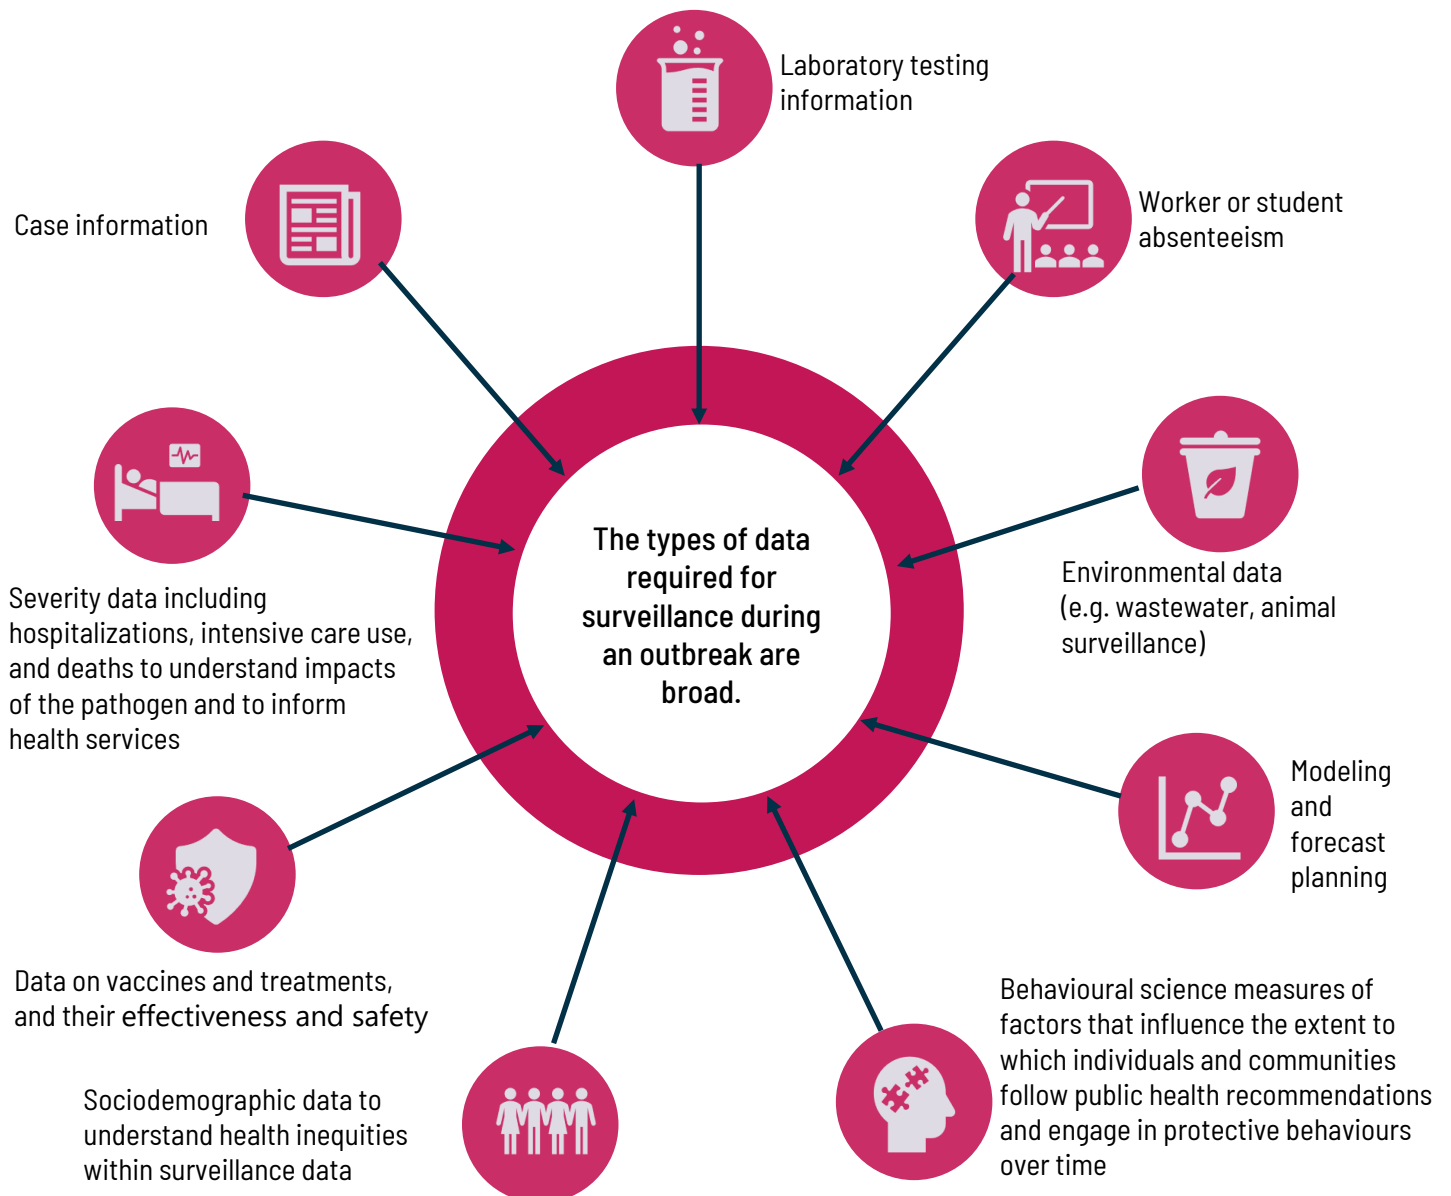 Laboratory testing
information
Case information
Worker or student
absenteeism
The types of data
required for
surveillance during
an outbreak are
broad.
Environmental data
(e.g. wastewater, animal
surveillance)
Severity data including
hospitalizations, intensive care use,
and deaths to understand impacts
of the pathogen and to inform
health services
Modeling
and
forecast
planning
Data on vaccines and treatments,
and their effectiveness and safety
Behavioural science measures of
factors that influence the extent to
which individuals and communities
follow public health recommendations
and engage in protective behaviours
over time
Sociodemographic data to
understand health inequities
within surveillance data